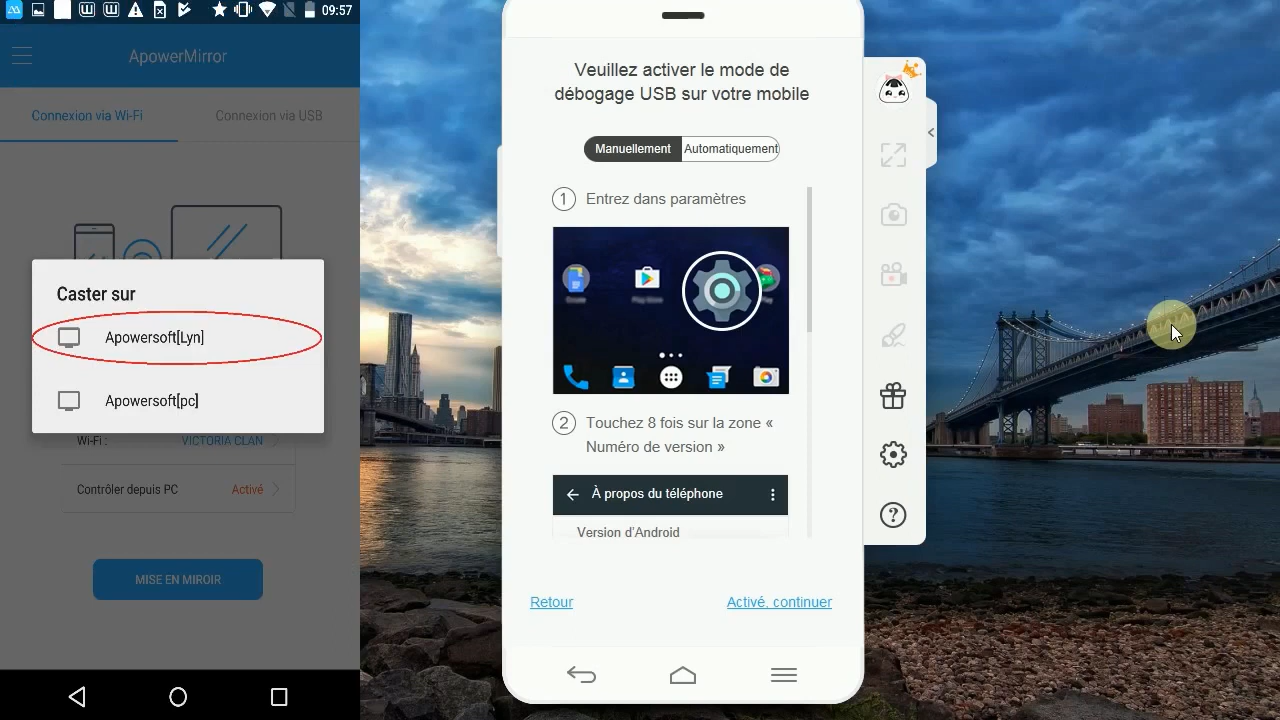 09:57
ApowerMirror
Connexion via Wi-Fi
Connexion via USB
Caster sur
Apowersoft[Lyn]
Apowersoft[pc]
Wi-Fi :
VICTORIA CLAN
Contrôler depuis PC
Activé
MISE EN MIROIR
Veuillez activer le mode de
débogage USB sur votre mobile
Manuellement
Automatiquement
1 Entrez dans paramètres
Play Store
2 Touchez 8 fois sur la zone «
Numéro de version »
À propos du téléphone
Version d'Android
Retour
Activé, continuer